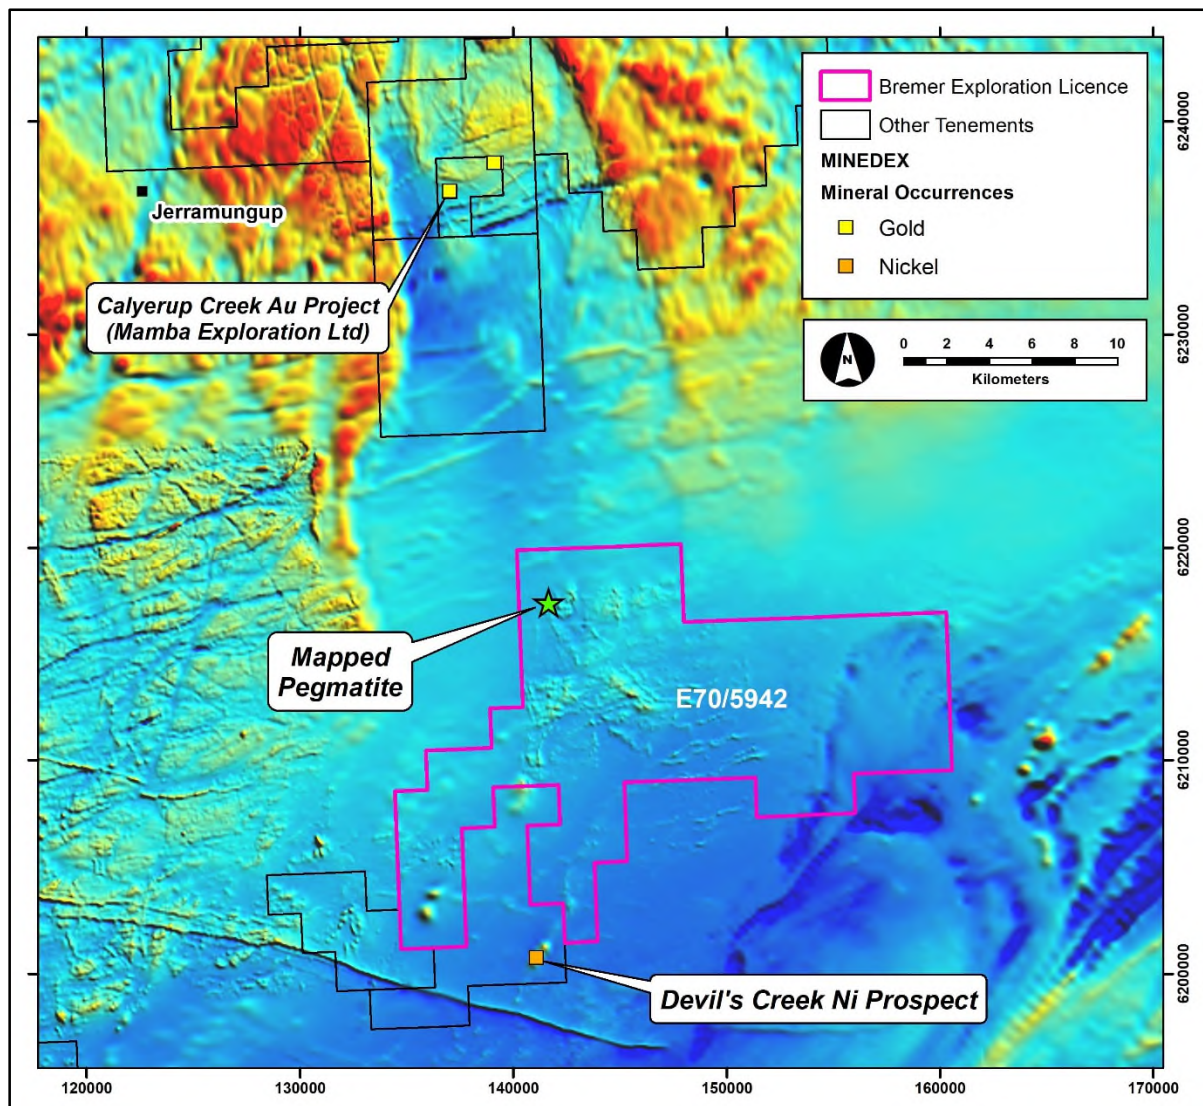 Bremer Exploration Licence
Other Tenements
MINEDEX
Mineral Occurrences
Gold
Nickel
N
0 2 4 6 8 10
Kilometers
Jerramungup
Calyerup Creek Au Project
(Mamba Exploration Ltd)
Mapped
Pegmatite
E70/5942
Devil's Creek Ni Prospect
6240000
6230000
6220000
6210000
6200000
120000 130000 140000 150000 160000 170000